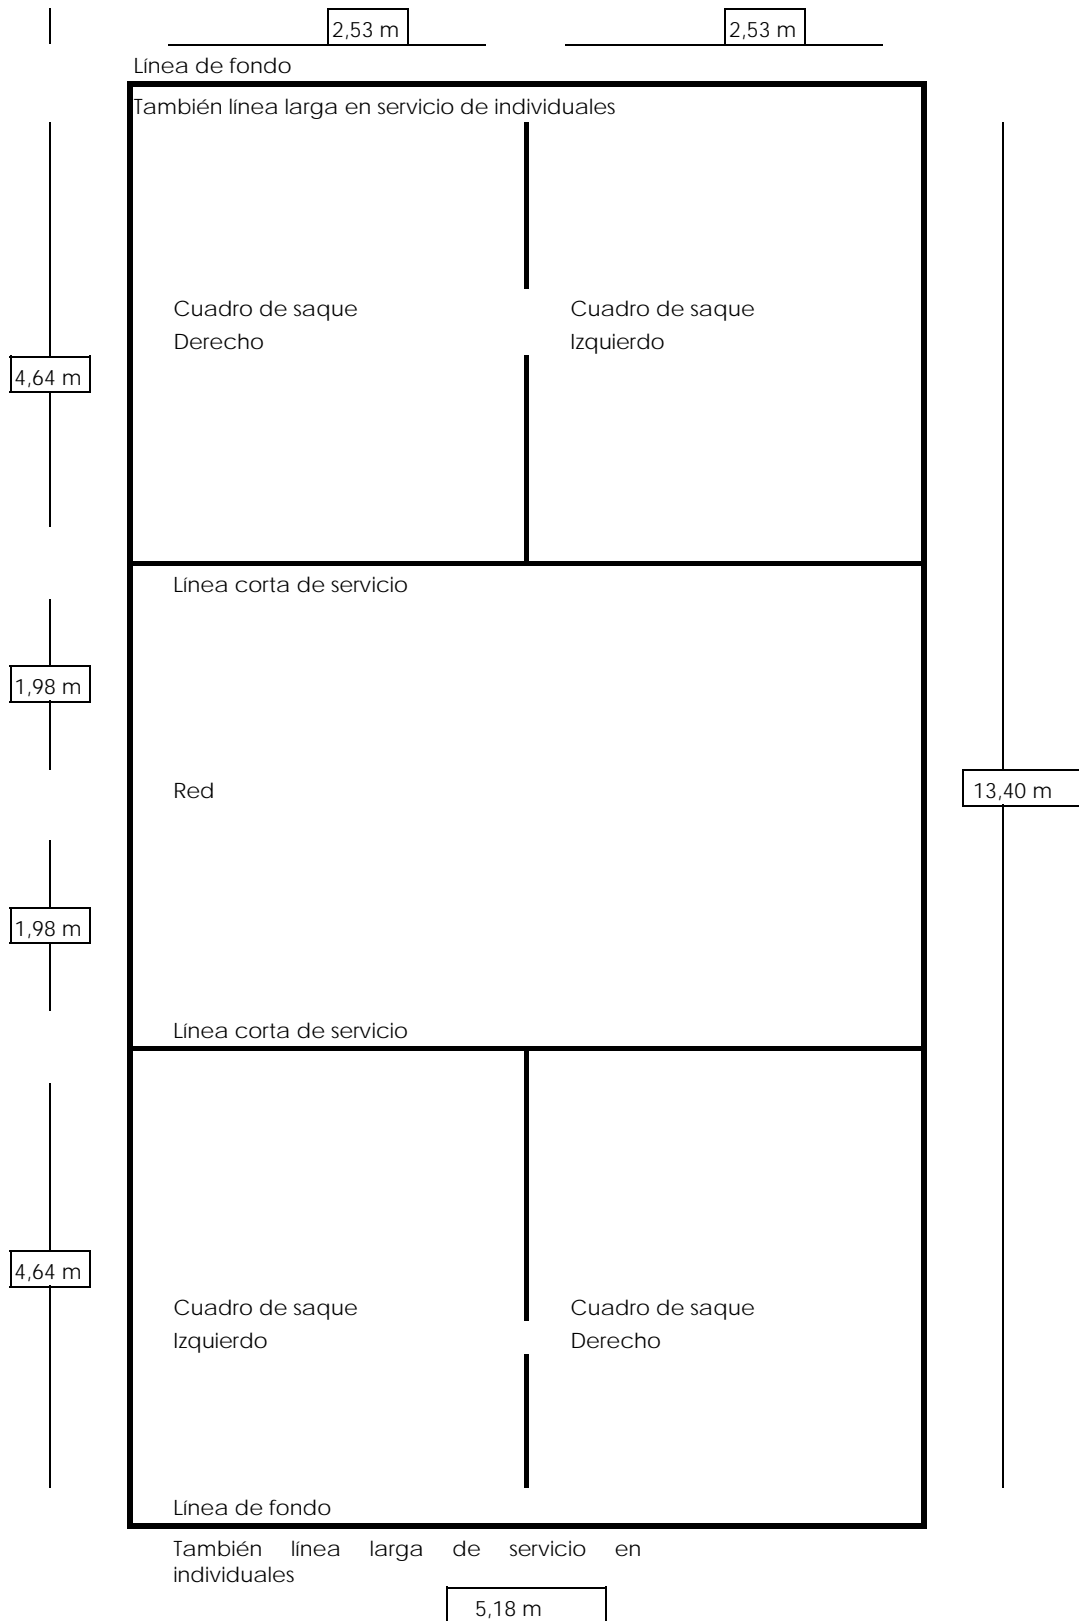 2,53 m
2,53 m
Línea de fondo
También línea larga en servicio de individuales
Cuadro de saque
Derecho
Cuadro de saque
Izquierdo
4,64 m
Línea corta de servicio
1,98 m
Red
13,40 m
1,98 m
Línea corta de servicio
4,64 m
Cuadro de saque
Izquierdo
Cuadro de saque
Derecho
Línea de fondo
También línea larga de servicio en
individuales
5,18 m